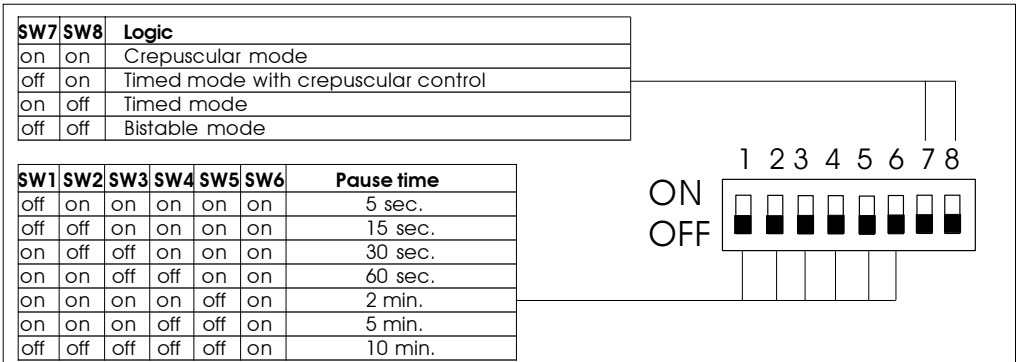 SW7 SW8 Logic
on on Crepuscular mode
off on Timed mode with crepuscular control
on off Timed mode
off off Bistable mode
SW1 SW2 SW3 SW4 SW5 SW6 Pause time
off on on on on on 5 sec.
off off on on on on 15 sec.
on off off on on on 30 sec.
on on off off on on 60 sec.
on on on on off on 2 min.
on on on off off on 5 min.
off off off off off on 10 min.
1 2 3 4 5 6 7 8
ON
OFF